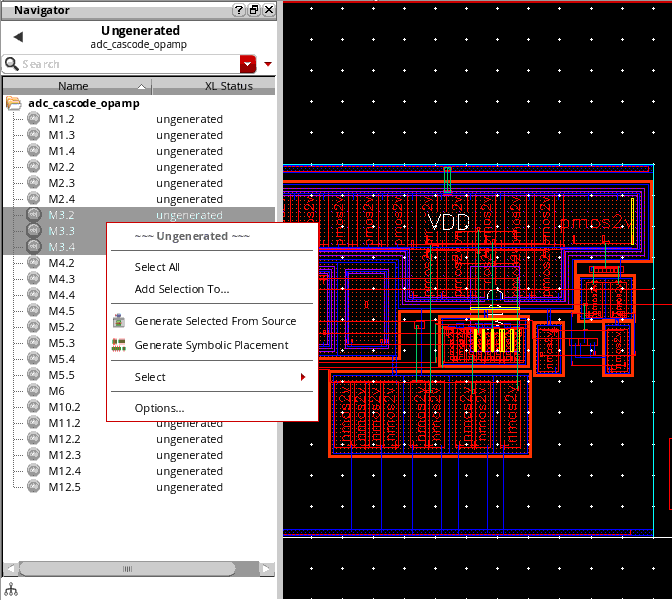 Navigator
Ungenerated
adc_cascode_opamp
Search
Name XL Status
adc_cascode_opamp
M1.2 ungenerated
M1.3 ungenerated
M1.4 ungenerated
M2.2 ungenerated
M2.3 ungenerated
M2.4 ungenerated
M3.2 ungenerated
M3.3
M3.4
M4.2
M4.3
M4.4
M4.5
M5.2
M5.3
M5.4
M5.5
M6
M10.2
M11.2 ungenerated
M12.2 ungenerated
M12.3 ungenerated
M12.4 ungenerated
M12.5 ungenerated
~~~ Ungenerated ~~~
Select All
Add Selection To...
Generate Selected From Source
Generate Symbolic Placement
Select
Options...
VDD
pmos2v